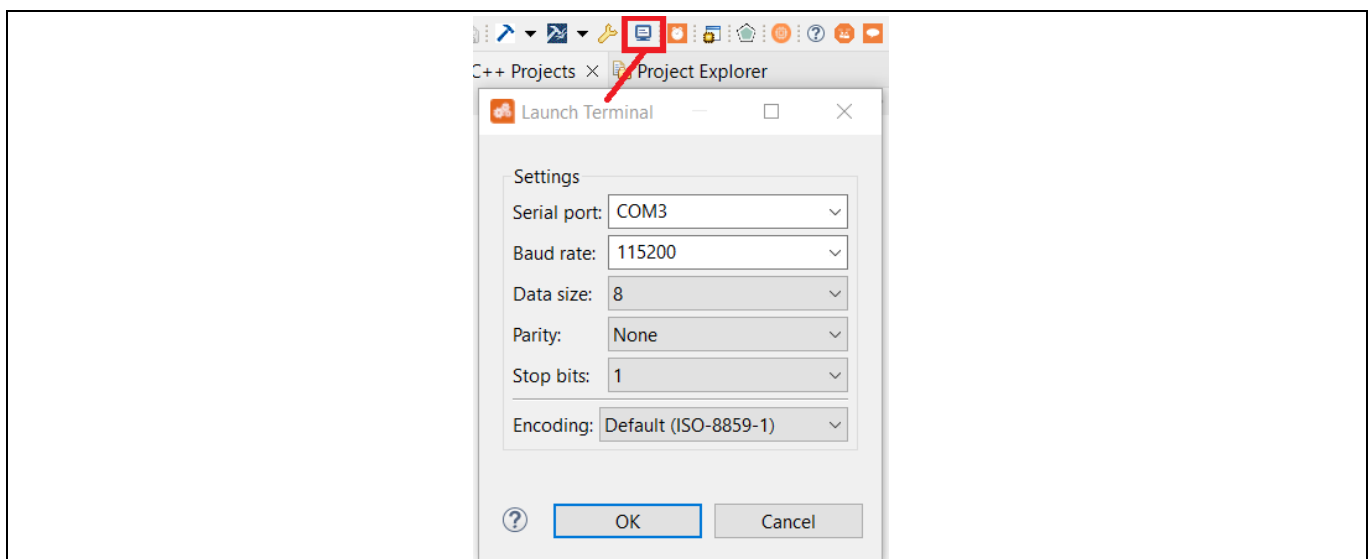 C++ Projects
Project Explorer
Launch Terminal
Settings
Serial port: COM3
Baud rate: 115200
Data size: 8
Parity: None
Stop bits: 1
Encoding: Default (ISO-8859-1)
OK Cancel